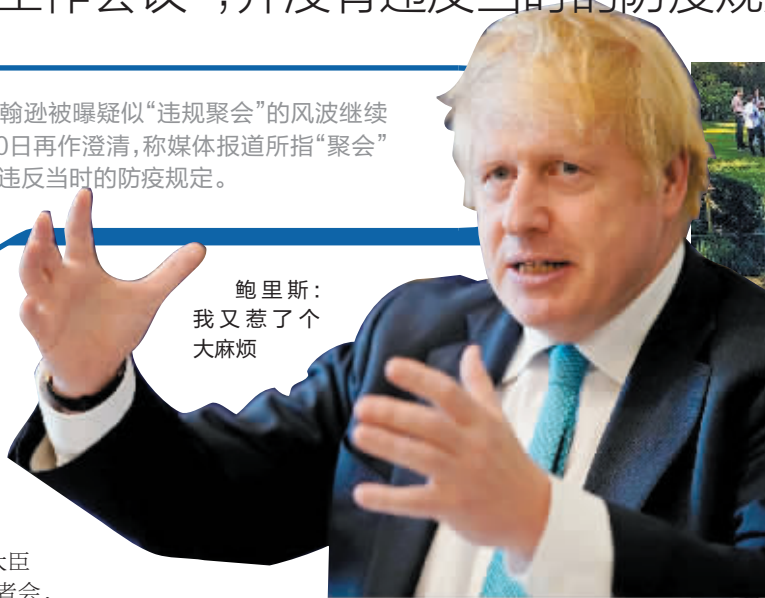 工作会议”,并没有违反当时的防疫规
翰逊被曝疑似“违规聚会”的风波继续
0日再作澄清,称媒体报道所指“聚会”
违反当时的防疫规定。
鲍里斯:
我又惹了个
大麻烦
大臣
者会,